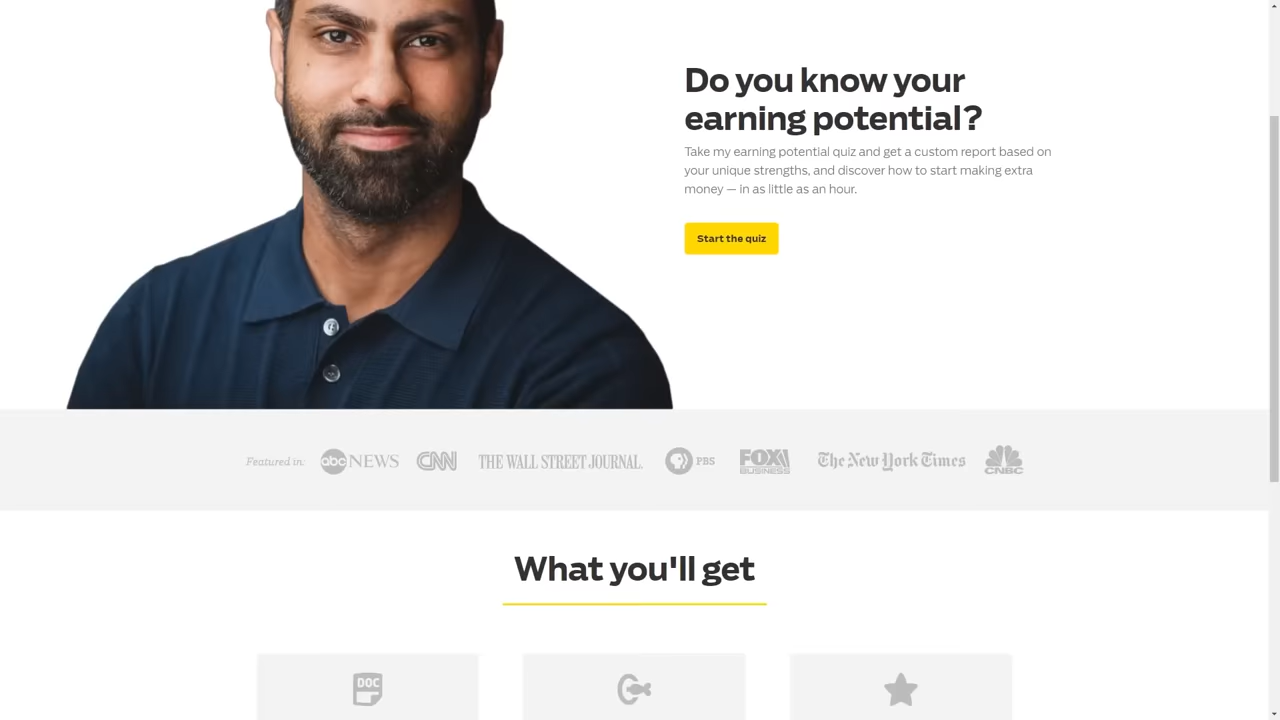 Do you know your
earning potential?
Take my earning potential quiz and get a custom report based on
your unique strengths, and discover how to start making extra
money — in as little as an hour.
Start the quiz
Featured in:
abc NEWS
CNN
THE WALL STREET JOURNAL.
PBS
FOX BUSINESS
The New York Times
CNBC
What you'll get
DOC